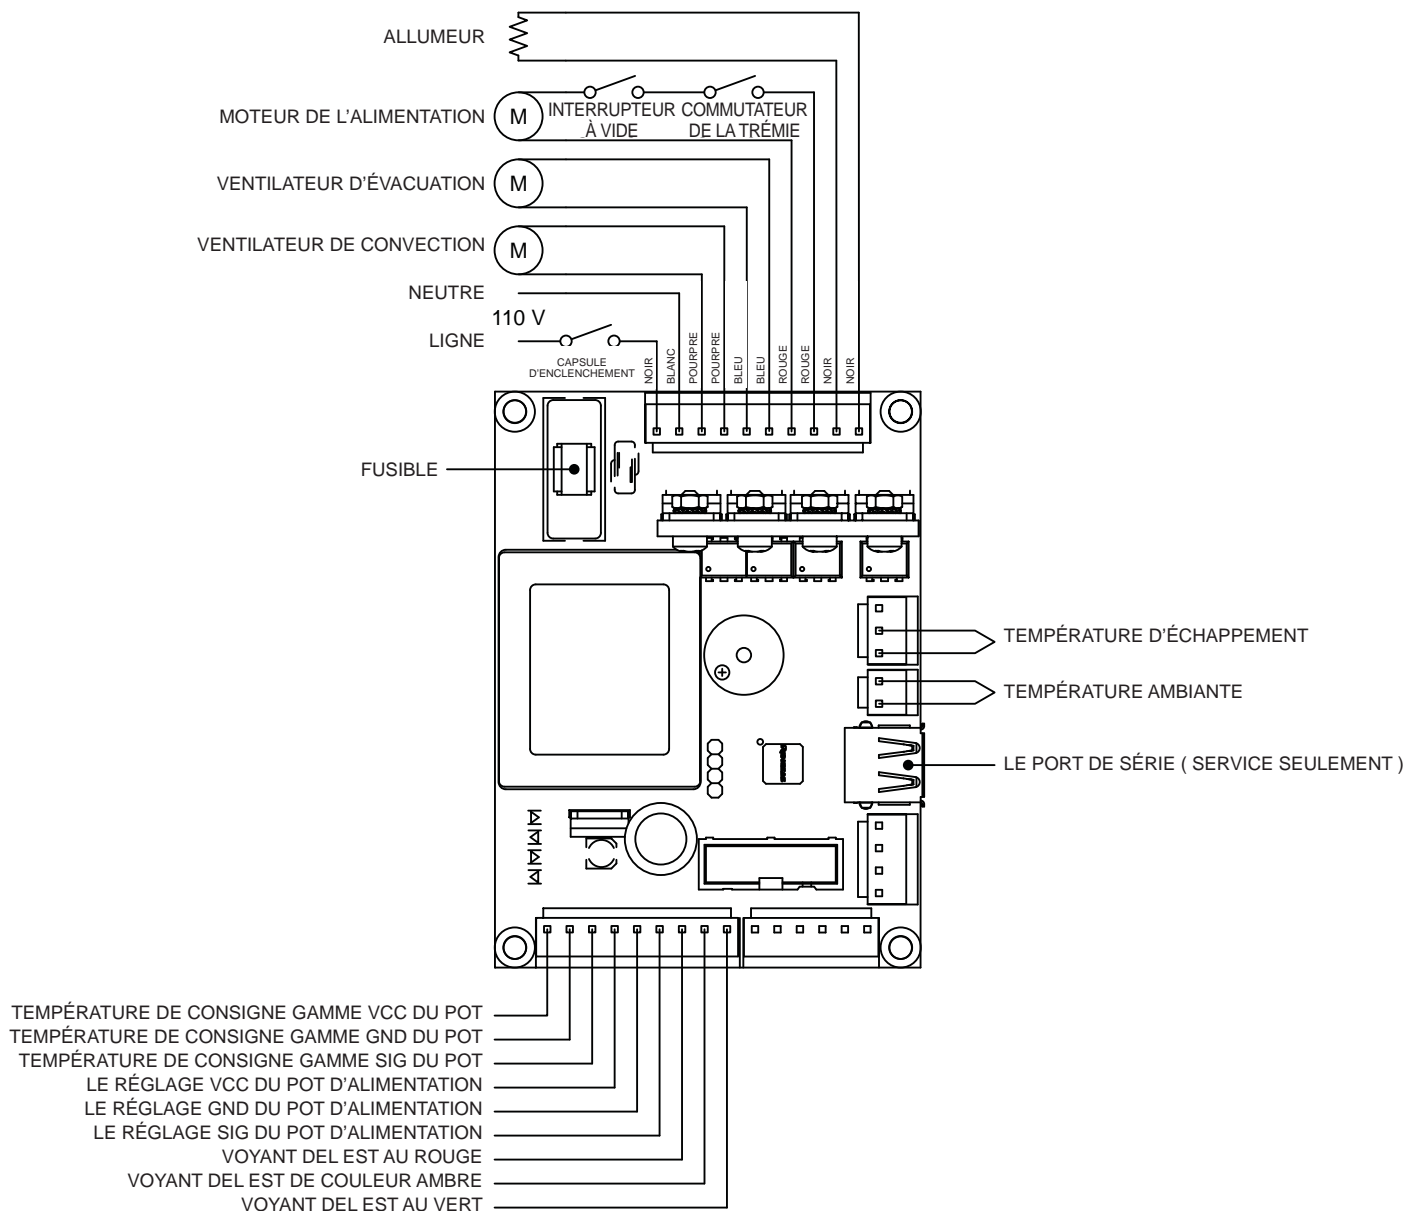 ALLUMEUR
MOTEUR DE L'ALIMENTATION
M
INTERRUPTEUR
À VIDE
COMMUTATEUR
DE LA TRÉMIE
VENTILATEUR D'ÉVACUATION
M
VENTILATEUR DE CONVECTION
M
NEUTRE
110 V
LIGNE
CAPSULE
D'ENCLENCHEMENT
NOIR
BLANC
POURPRE
POURPRE
BLEU
BLEU
ROUGE
ROUGE
NOIR
NOIR
FUSIBLE
TEMPÉRATURE D'ÉCHAPPEMENT
TEMPÉRATURE AMBIANTE
LE PORT DE SÉRIE ( SERVICE SEULEMENT )
TEMPÉRATURE DE CONSIGNE GAMME VCC DU POT
TEMPÉRATURE DE CONSIGNE GAMME GND DU POT
TEMPÉRATURE DE CONSIGNE GAMME SIG DU POT
LE RÉGLAGE VCC DU POT D'ALIMENTATION
LE RÉGLAGE GND DU POT D'ALIMENTATION
LE RÉGLAGE SIG DU POT D'ALIMENTATION
VOYANT DEL EST AU ROUGE
VOYANT DEL EST DE COULEUR AMBRE
VOYANT DEL EST AU VERT